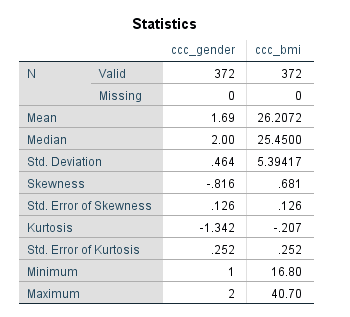 Statistics
ccc_gender ccc_bmi
N Valid 372 372
Missing 0 0
Mean 1.69 26.2072
Median 2.00 25.4500
Std. Deviation .464 5.39417
Skewness -.816 .681
Std. Error of Skewness .126 .126
Kurtosis -1.342 -.207
Std. Error of Kurtosis .252 .252
Minimum 1 16.80
Maximum 2 40.70